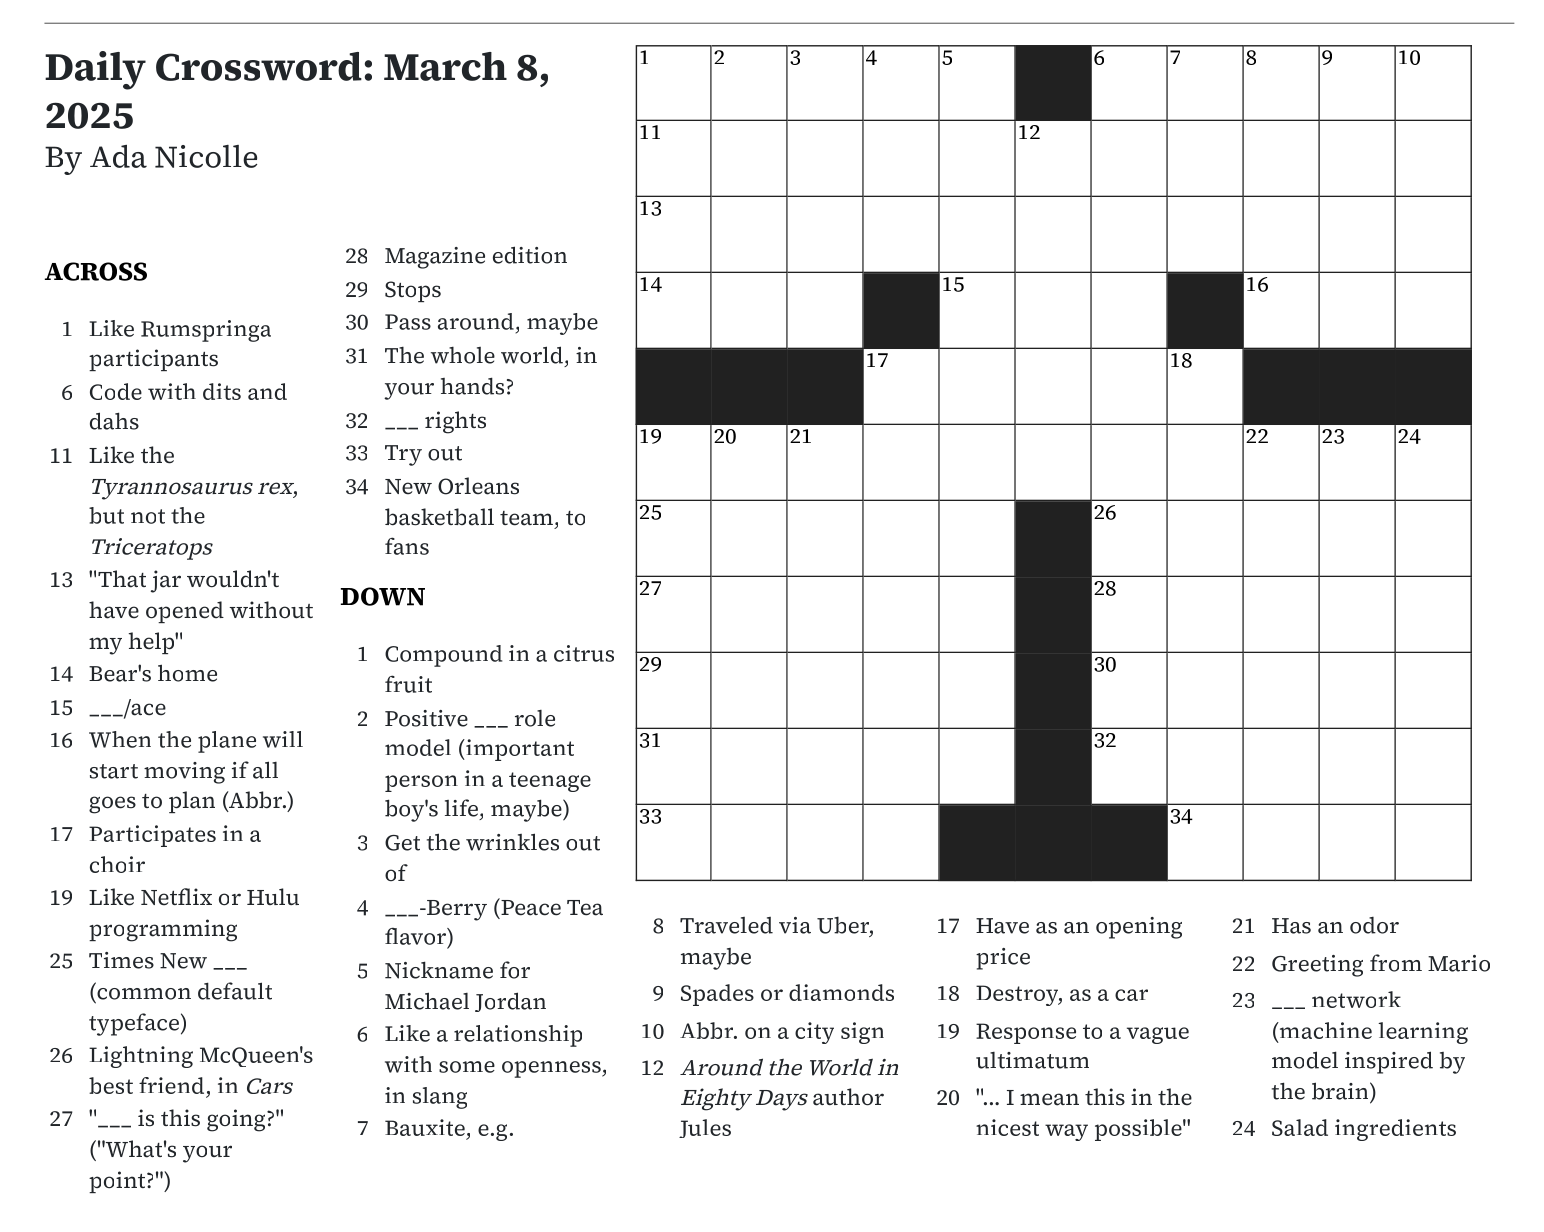 Daily Crossword: March 8,
2025
By Ada Nicolle
ACROSS
1 Like Rumspringa
participants
6 Code with dits and
dahs
11 Like the
Tyrannosaurus rex,
but not the
Triceratops
13 "That jar wouldn't
have opened without
my help"
14 Bear's home
15 ___/ace
16 When the plane will
start moving if all
goes to plan (Abbr.)
17 Participates in a
choir
19 Like Netflix or Hulu
programming
25 Times New ___
(common default
typeface)
26 Lightning McQueen's
best friend, in Cars
27 "___ is this going?"
("What's your
point?")
28 Magazine edition
29 Stops
30 Pass around, maybe
31 The whole world, in
your hands?
32 ___ rights
33 Try out
34 New Orleans
basketball team, to
fans
DOWN
1 Compound in a citrus
fruit
2 Positive ___ role
model (important
person in a teenage
boy's life, maybe)
3 Get the wrinkles out
of
4 ___-Berry (Peace Tea
flavor)
5 Nickname for
Michael Jordan
6 Like a relationship
with some openness,
in slang
7 Bauxite, e.g.
1 2 3 4 5 6 7 8 9 10
11 12
13
14 15 16
17 18
19 20 21 22 23 24
25 26
27 28
29 30
31 32
33 34
8 Traveled via Uber,
maybe
9 Spades or diamonds
10 Abbr. on a city sign
12 Around the World in
Eighty Days author
Jules
17 Have as an opening
price
18 Destroy, as a car
19 Response to a vague
ultimatum
20 "... I mean this in the
nicest way possible"
21 Has an odor
22 Greeting from Mario
23 ___ network
(machine learning
model inspired by
the brain)
24 Salad ingredients